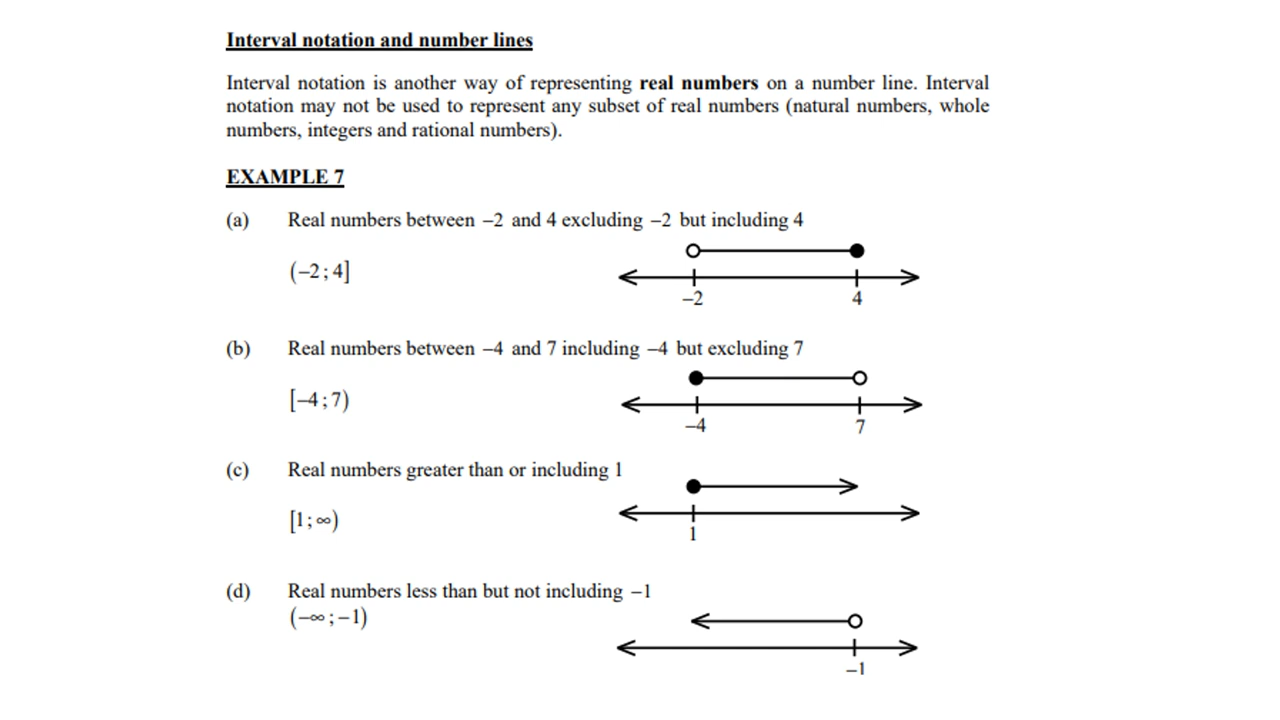 Interval notation and number lines
Interval notation is another way of representing real numbers on a number line. Interval
notation may not be used to represent any subset of real numbers (natural numbers, whole
numbers, integers and rational numbers).
EXAMPLE 7
(a) Real numbers between −2 and 4 excluding −2 but including 4
(−2; 4]
−2 4
(b) Real numbers between −4 and 7 including −4 but excluding 7
[−4; 7)
−4 7
(c) Real numbers greater than or including 1
[1; ∞)
1
(d) Real numbers less than but not including −1
(−∞; −1)
−1